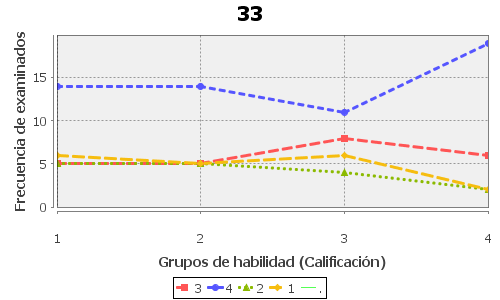 33
Frecuencia de examinados
15
10
5
0
1 2 3 4
Grupos de habilidad (Calificación)
3 4 2 1 .